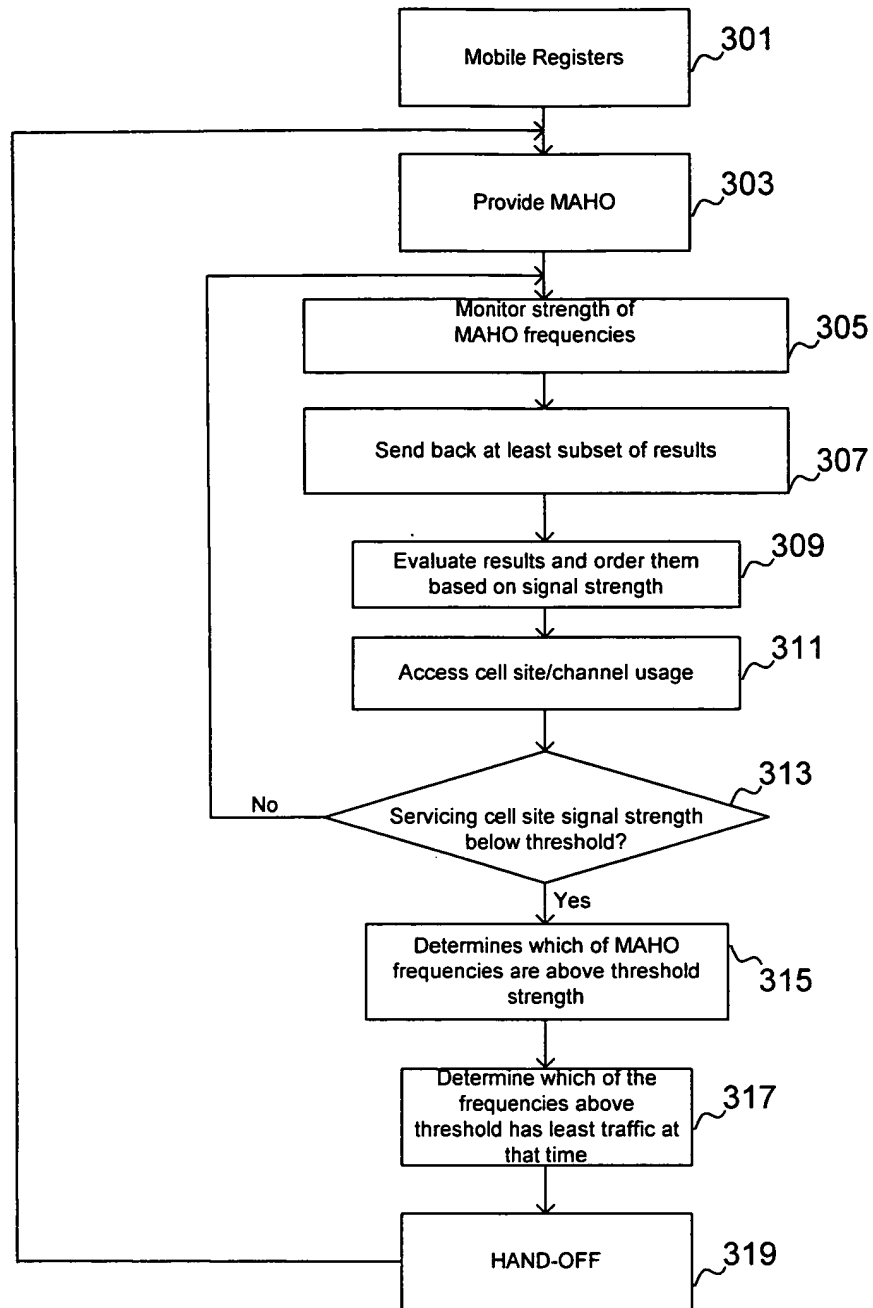 Mobile Registers
301
Provide MAHO
303
Monitor strength of
MAHO frequencies
305
Send back at least subset of results
307
Evaluate results and order them
based on signal strength
309
Access cell site/channel usage
311
Servicing cell site signal strength
below threshold?
313
No
Yes
Determines which of MAHO
frequencies are above threshold
strength
315
Determine which of the
frequencies above
threshold has least traffic at
that time
317
HAND-OFF
319